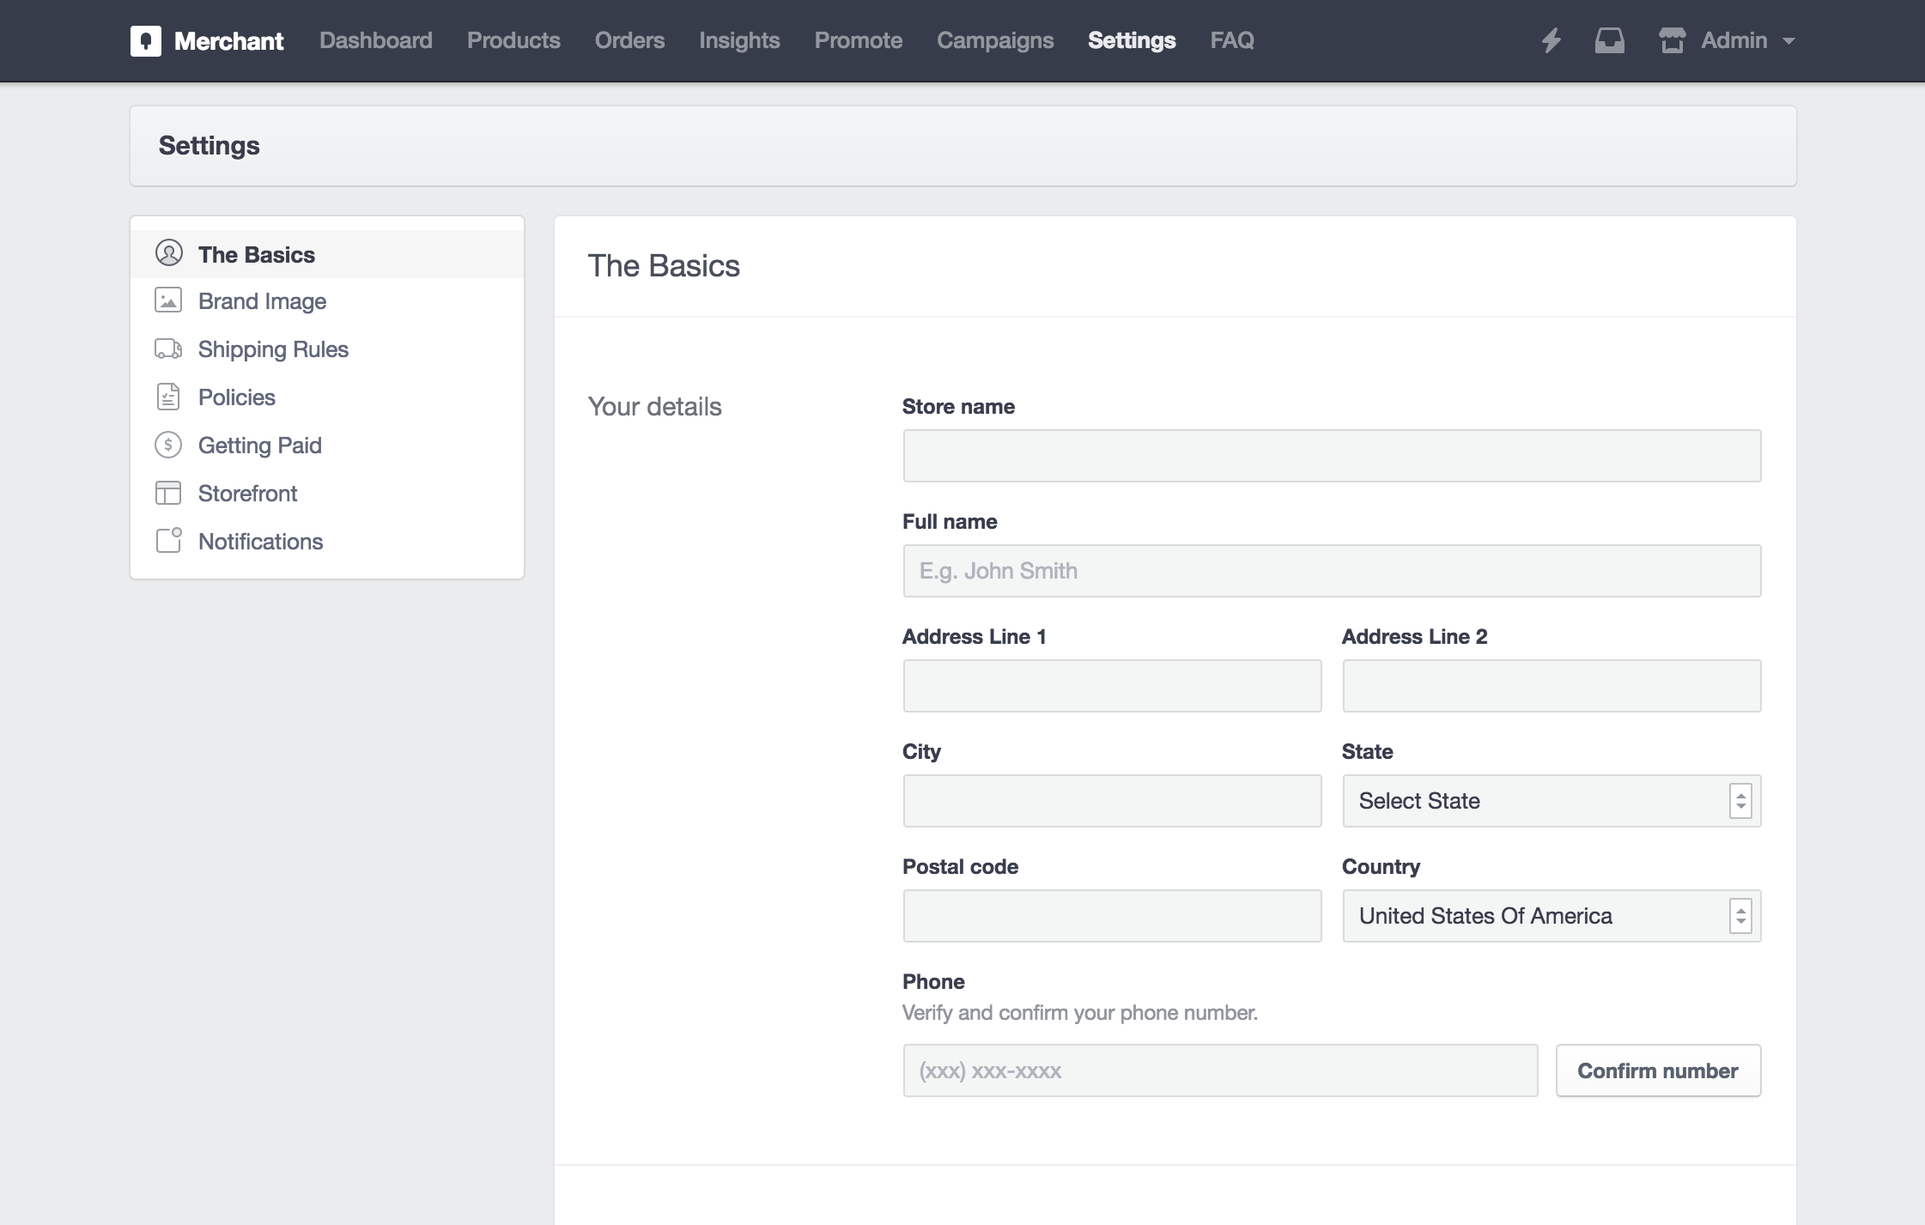 Merchant Dashboard Products Orders Insights Promote Campaigns Settings FAQ Admin
Settings
The Basics
Brand Image
Shipping Rules
Policies
Getting Paid
Storefront
Notifications
The Basics
Your details
Store name
Full name
E.g. John Smith
Address Line 1 Address Line 2
City State
Select State
Postal code Country
United States Of America
Phone
Verify and confirm your phone number.
(xxx) xxx-xxxx Confirm number